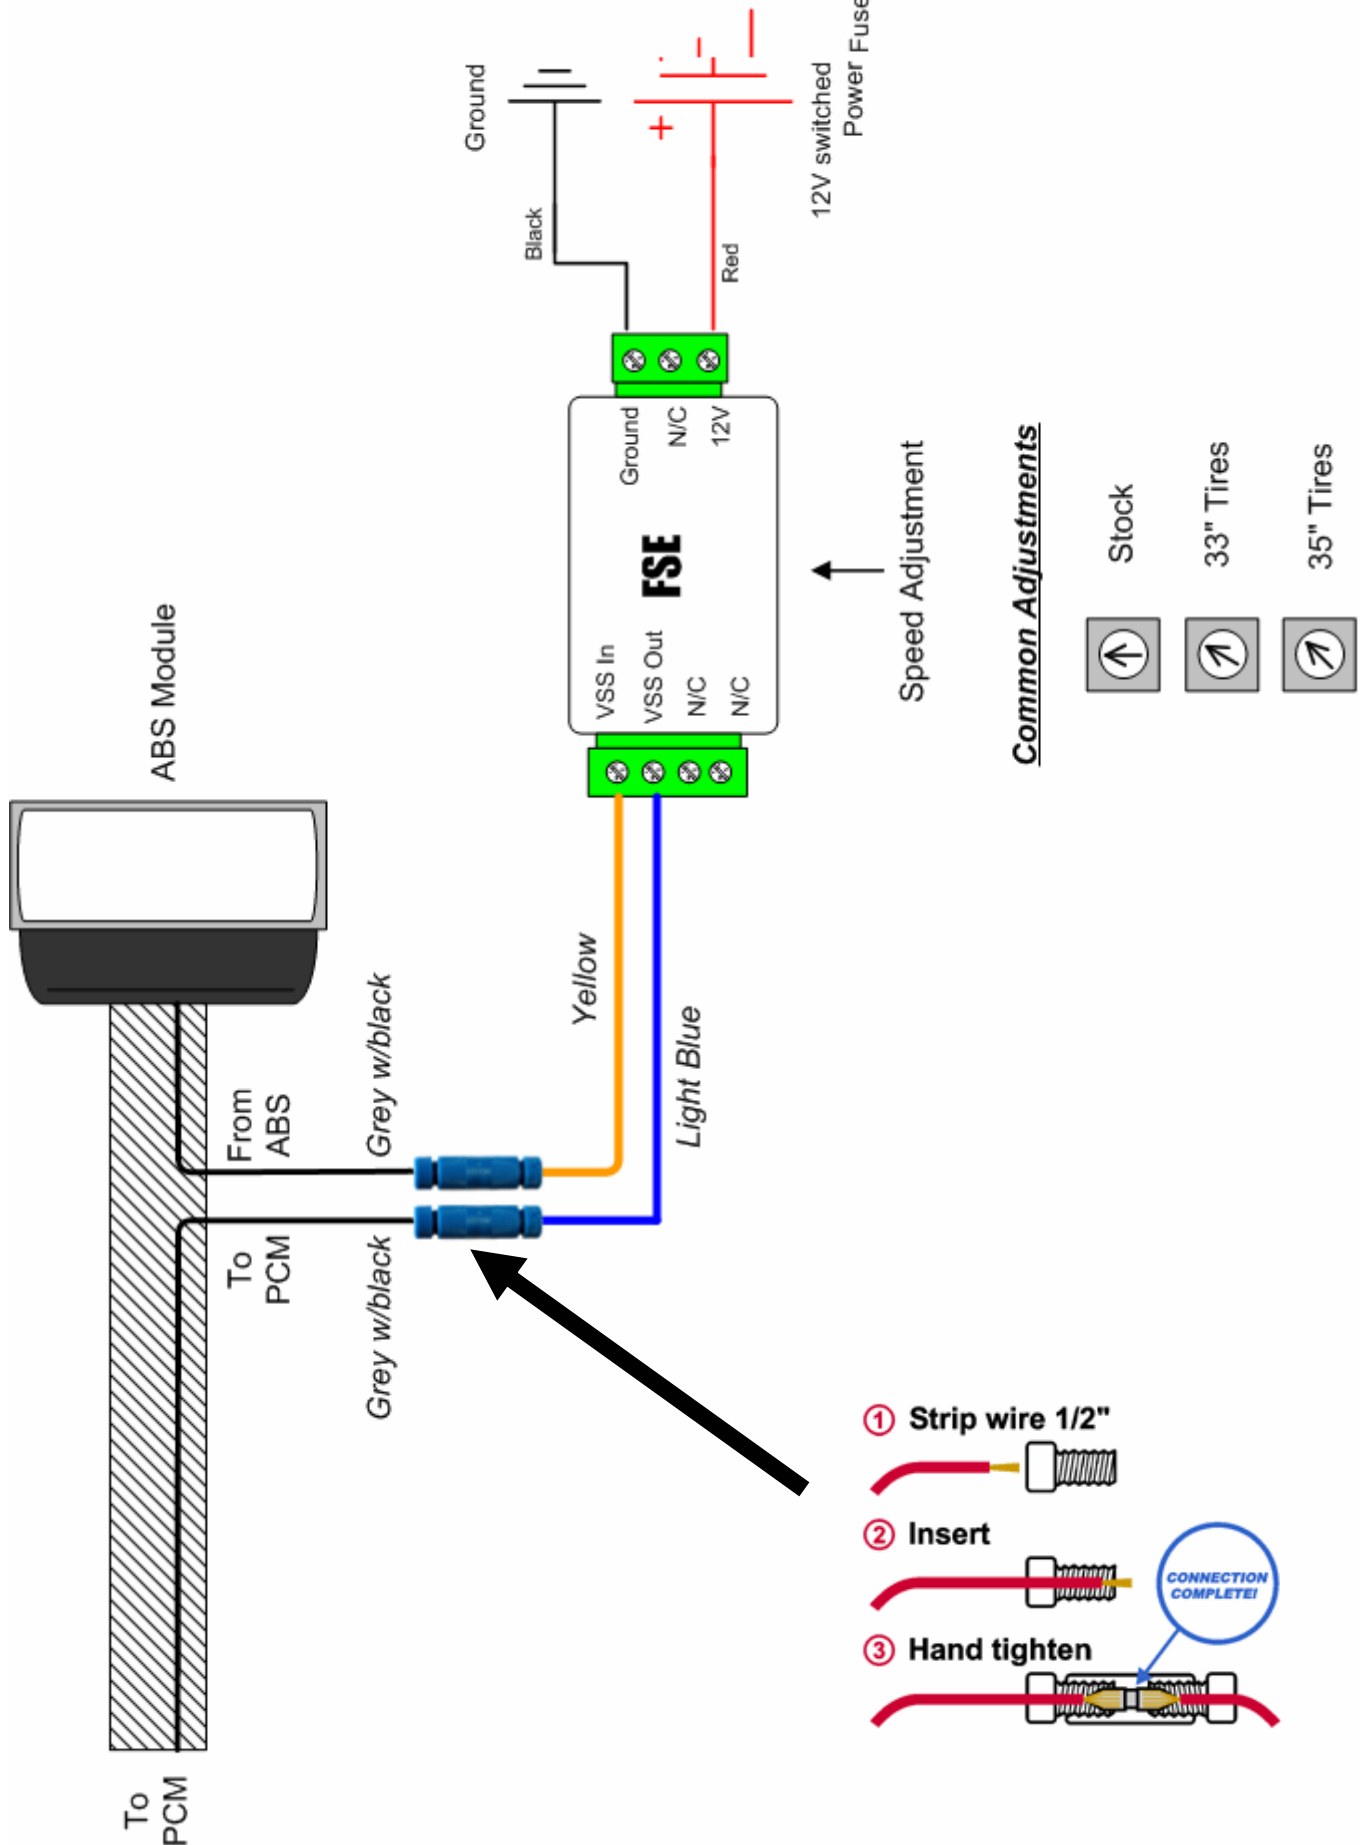 Ground
Black
Red
12V switched
Power Fuse
Ground
N/C
12V
FSE
VSS In
VSS Out
N/C
N/C
Speed Adjustment
Common Adjustments
Stock
33" Tires
35" Tires
ABS Module
From
ABS
Grey w/black
Yellow
Light Blue
To
PCM
Grey w/black
To
PCM
1 Strip wire 1/2"
2 Insert
CONNECTION
COMPLETE!
3 Hand tighten